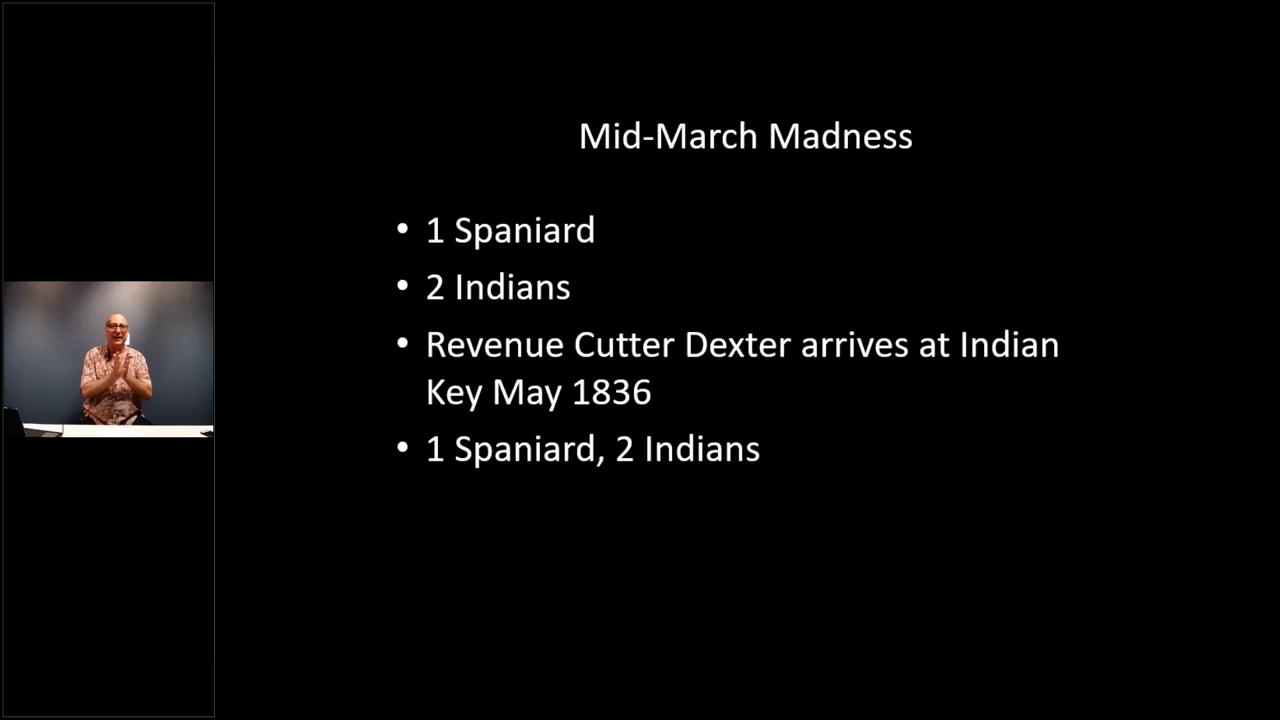 Mid-March Madness
• 1 Spaniard
• 2 Indians
• Revenue Cutter Dexter arrives at Indian
Key May 1836
• 1 Spaniard, 2 Indians